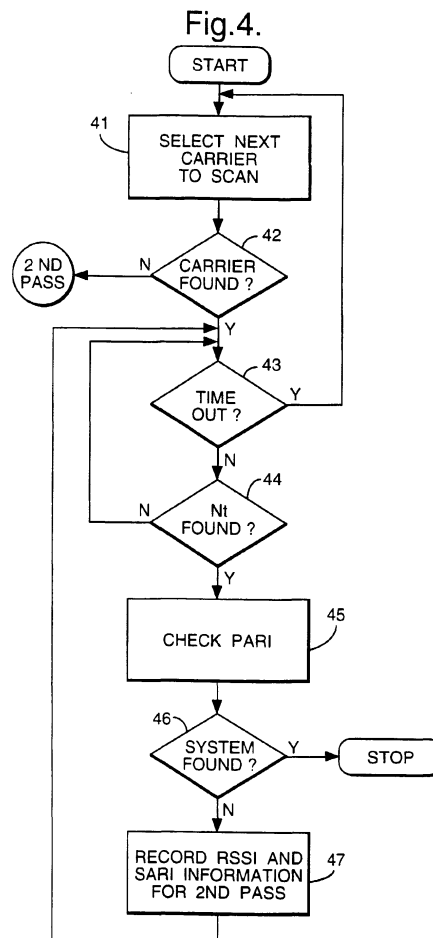 Fig.4.
START
41
SELECT NEXT
CARRIER
TO SCAN
42
CARRIER
FOUND ?
N
2 ND
PASS
Y
43
TIME
OUT ?
Y
N
44
Nt
FOUND ?
N
Y
45
CHECK PARI
46
SYSTEM
FOUND ?
Y
STOP
N
47
RECORD RSSI AND
SARI INFORMATION
FOR 2ND PASS